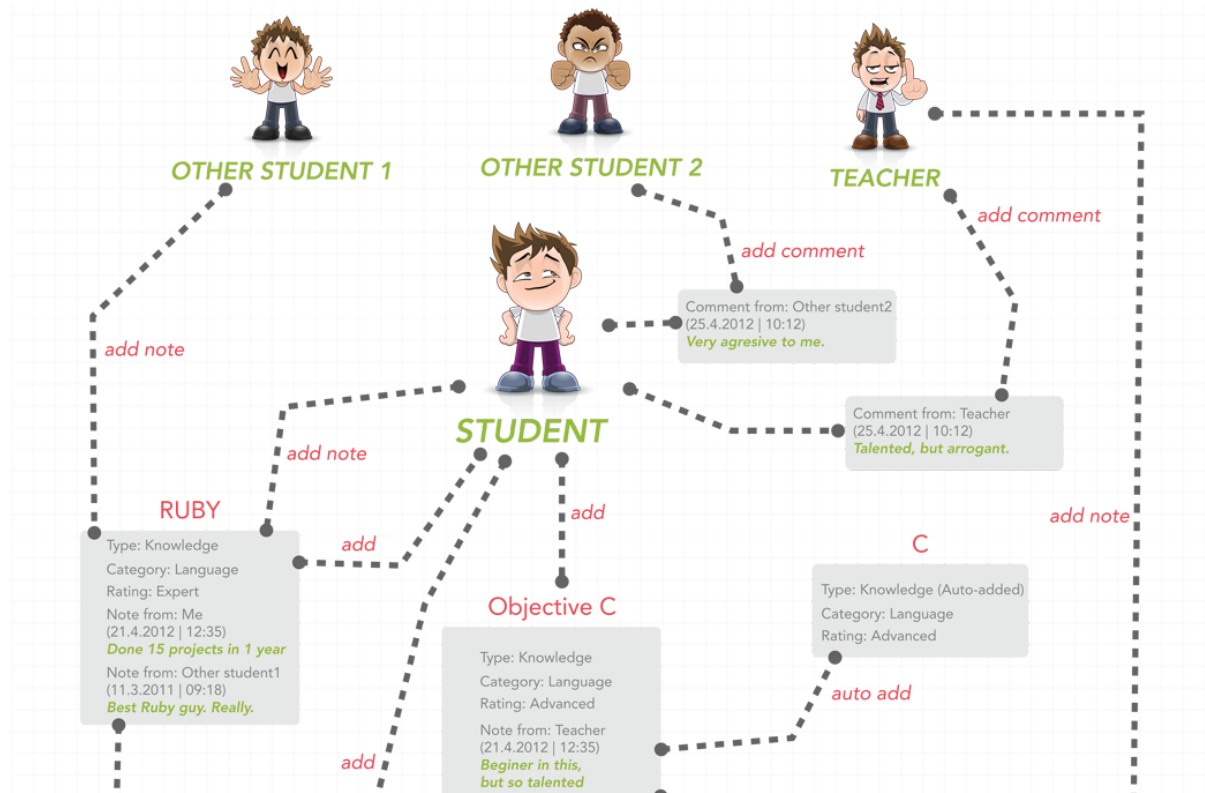 OTHER STUDENT 1
OTHER STUDENT 2
TEACHER
add comment
add comment
Comment from: Other student2
(25.4.2012 | 10:12)
Very agresive to me.
add note
Comment from: Teacher
(25.4.2012 | 10:12)
Talented, but arrogant.
STUDENT
add note
RUBY
Type: Knowledge
Category: Language
Rating: Expert
Note from: Me
(21.4.2012 | 12:35)
Done 15 projects in 1 year
Note from: Other student1
(11.3.2011 | 09:18)
Best Ruby guy. Really.
add
add
add note
C
Type: Knowledge (Auto-added)
Category: Language
Rating: Advanced
Objective C
Type: Knowledge
Category: Language
Rating: Advanced
Note from: Teacher
(21.4.2012 | 12:35)
Beginer in this,
but so talented
auto add
add